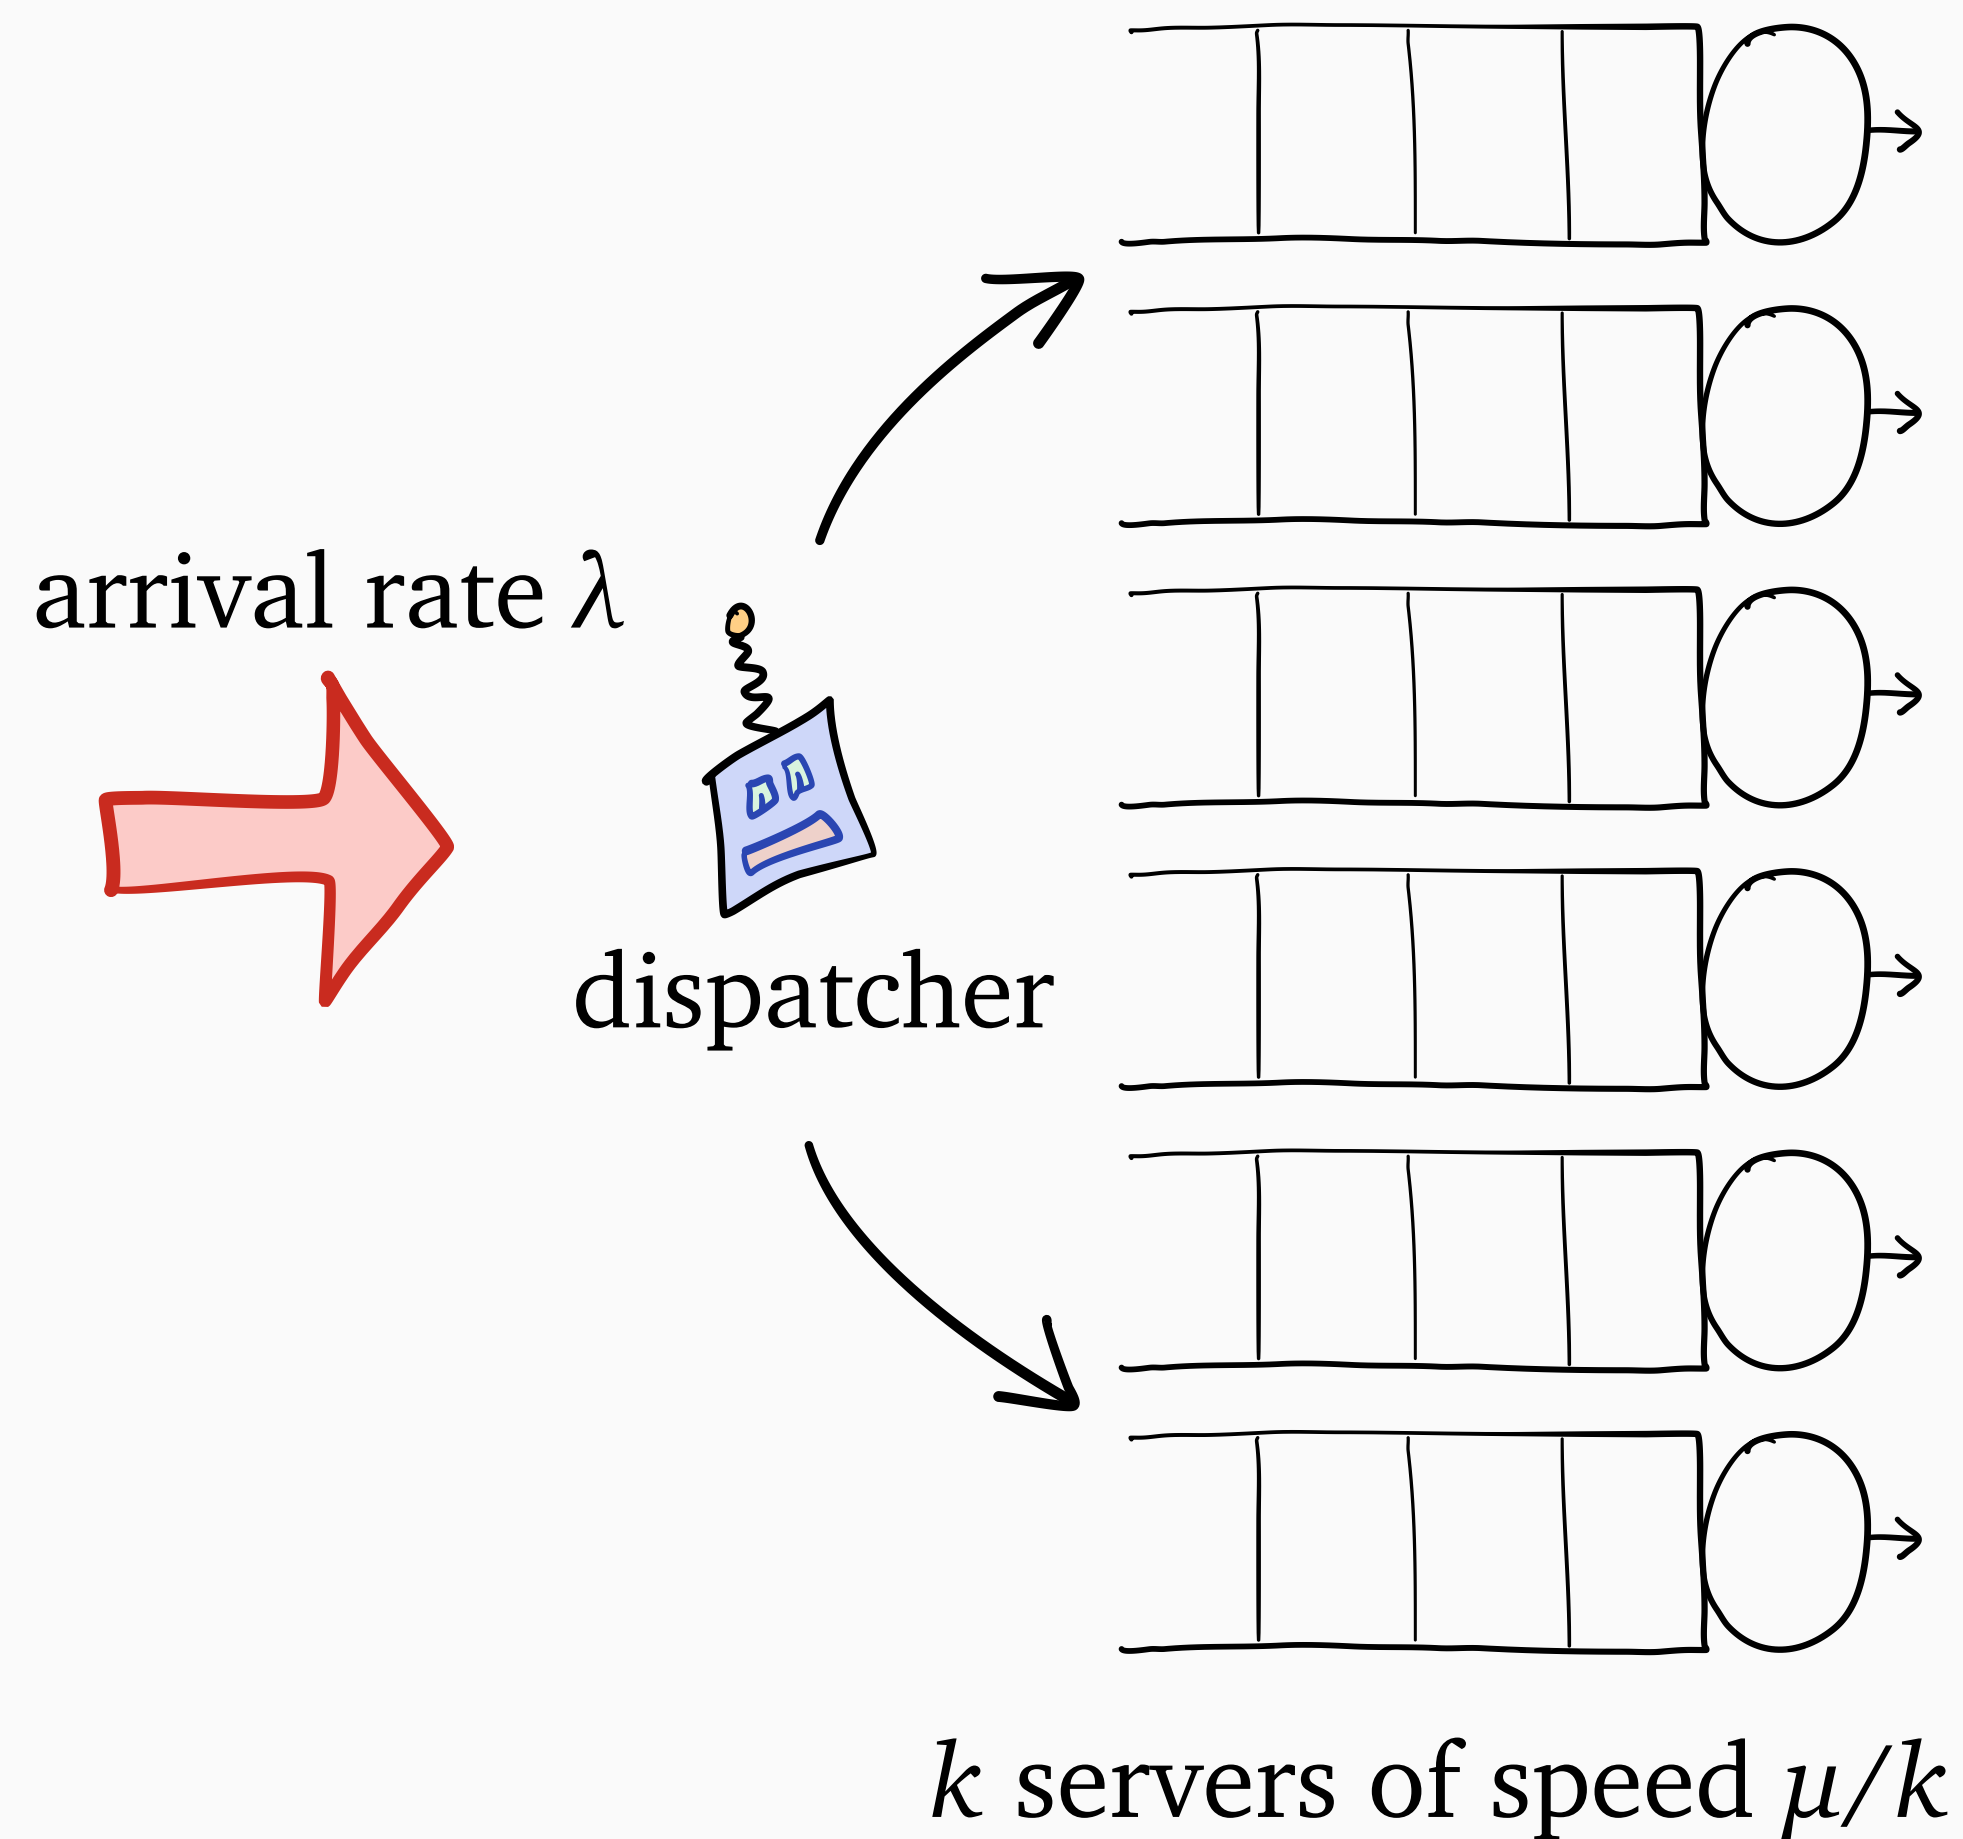 arrival rate λ
dispatcher
k servers of speed μ/k